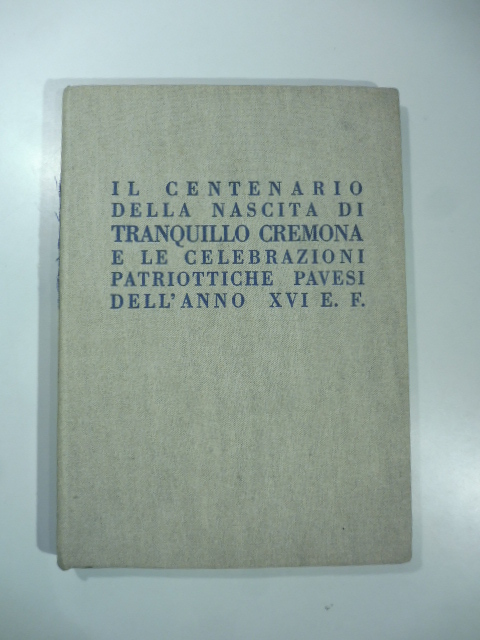 IL CENTENARIO
DELLA NASCITA DI
TRANQUILLO CREMONA
E LE CELEBRAZIONI
PATRIOTTICHE PAVESI
DELL'ANNO XVI E. F.